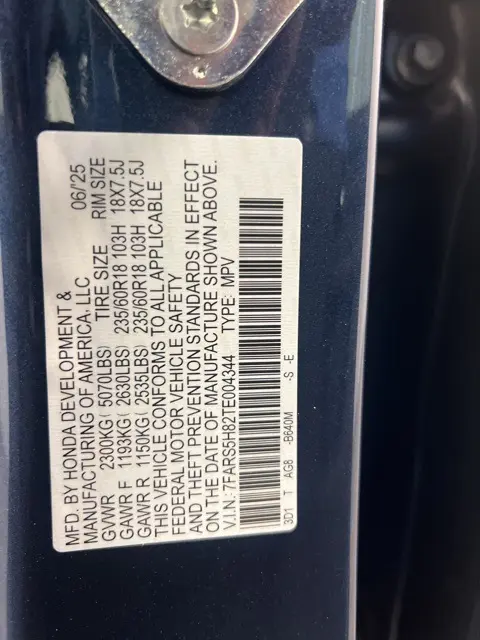 MFD. BY HONDA DEVELOPMENT &
MANUFACTURING OF AMERICA, LLC 06/'25
GVWR 2300KG( 5070LBS) TIRE SIZE RIM SIZE
GAWR F 1193KG( 2630LBS) 235/60R18 103H 18X7.5J
GAWR R 1150KG( 2535LBS) 235/60R18 103H 18X7.5J
THIS VEHICLE CONFORMS TO ALL APPLICABLE
FEDERAL MOTOR VEHICLE SAFETY
AND THEFT PREVENTION STANDARDS IN EFFECT
ON THE DATE OF MANUFACTURE SHOWN ABOVE.
V.I.N.: 7FARS5H82TE004344 TYPE: MPV
3D1 T AG8 -B640M -S -E